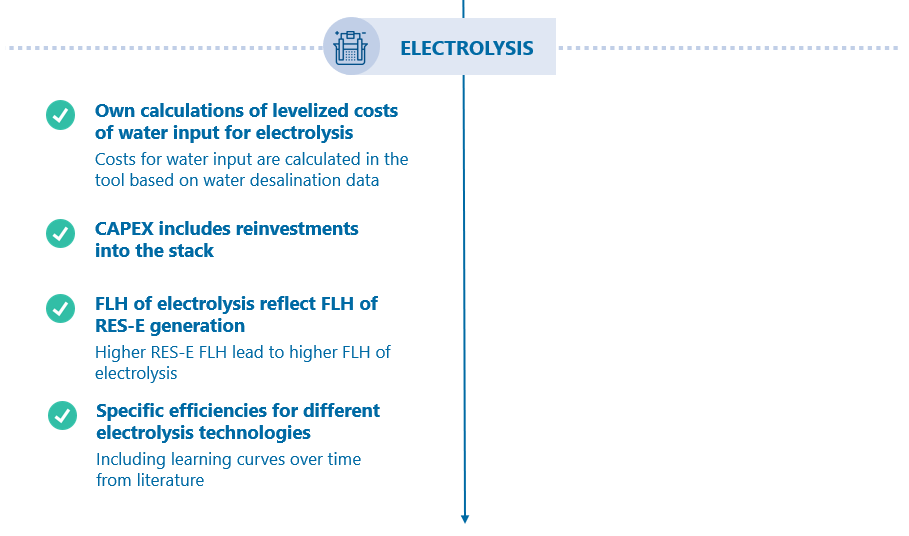 ELECTROLYSIS
Own calculations of levelized costs
of water input for electrolysis
Costs for water input are calculated in the
tool based on water desalination data
CAPEX includes reinvestments
into the stack
FLH of electrolysis reflect FLH of
RES-E generation
Higher RES-E FLH lead to higher FLH of
electrolysis
Specific efficiencies for different
electrolysis technologies
Including learning curves over time
from literature